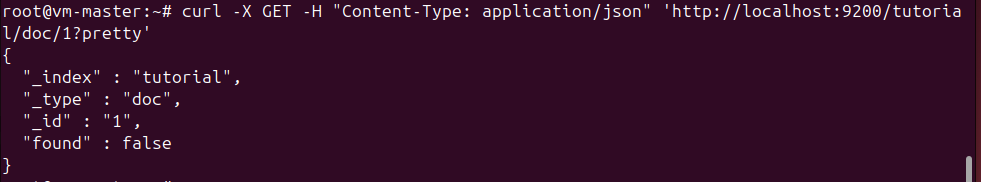 root@vm-master:~# curl -X GET -H "Content-Type: application/json" 'http://localhost:9200/tutoria
l/doc/1?pretty'
{
  "_index" : "tutorial",
  "_type" : "doc",
  "_id" : "1",
  "found" : false
}